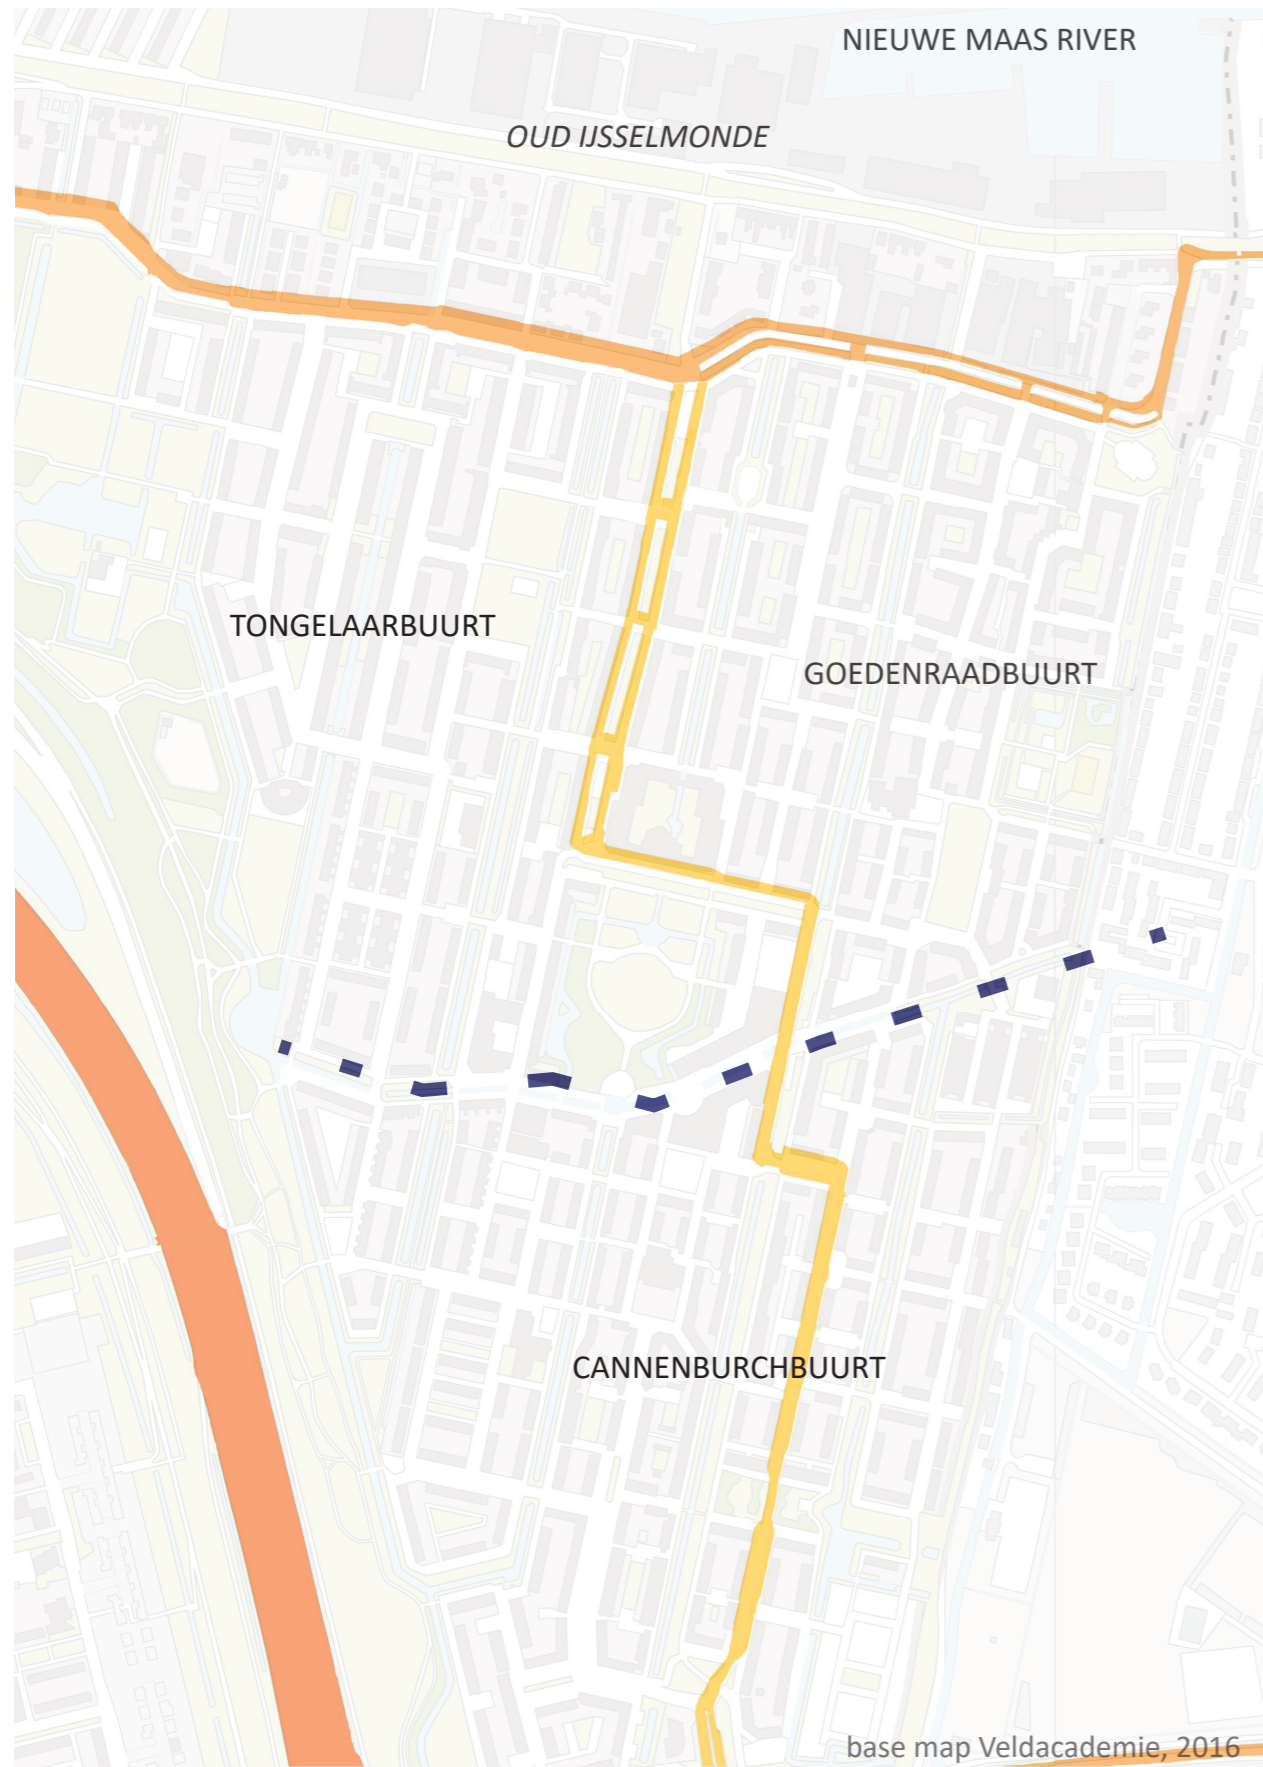 NIEUWE MAAS RIVER
OUD IJSSELMONDE
TONGELAARBUURT
GOEDENRAADBUURT
CANNENBURCHBUURT
base map Veldacademie, 2016